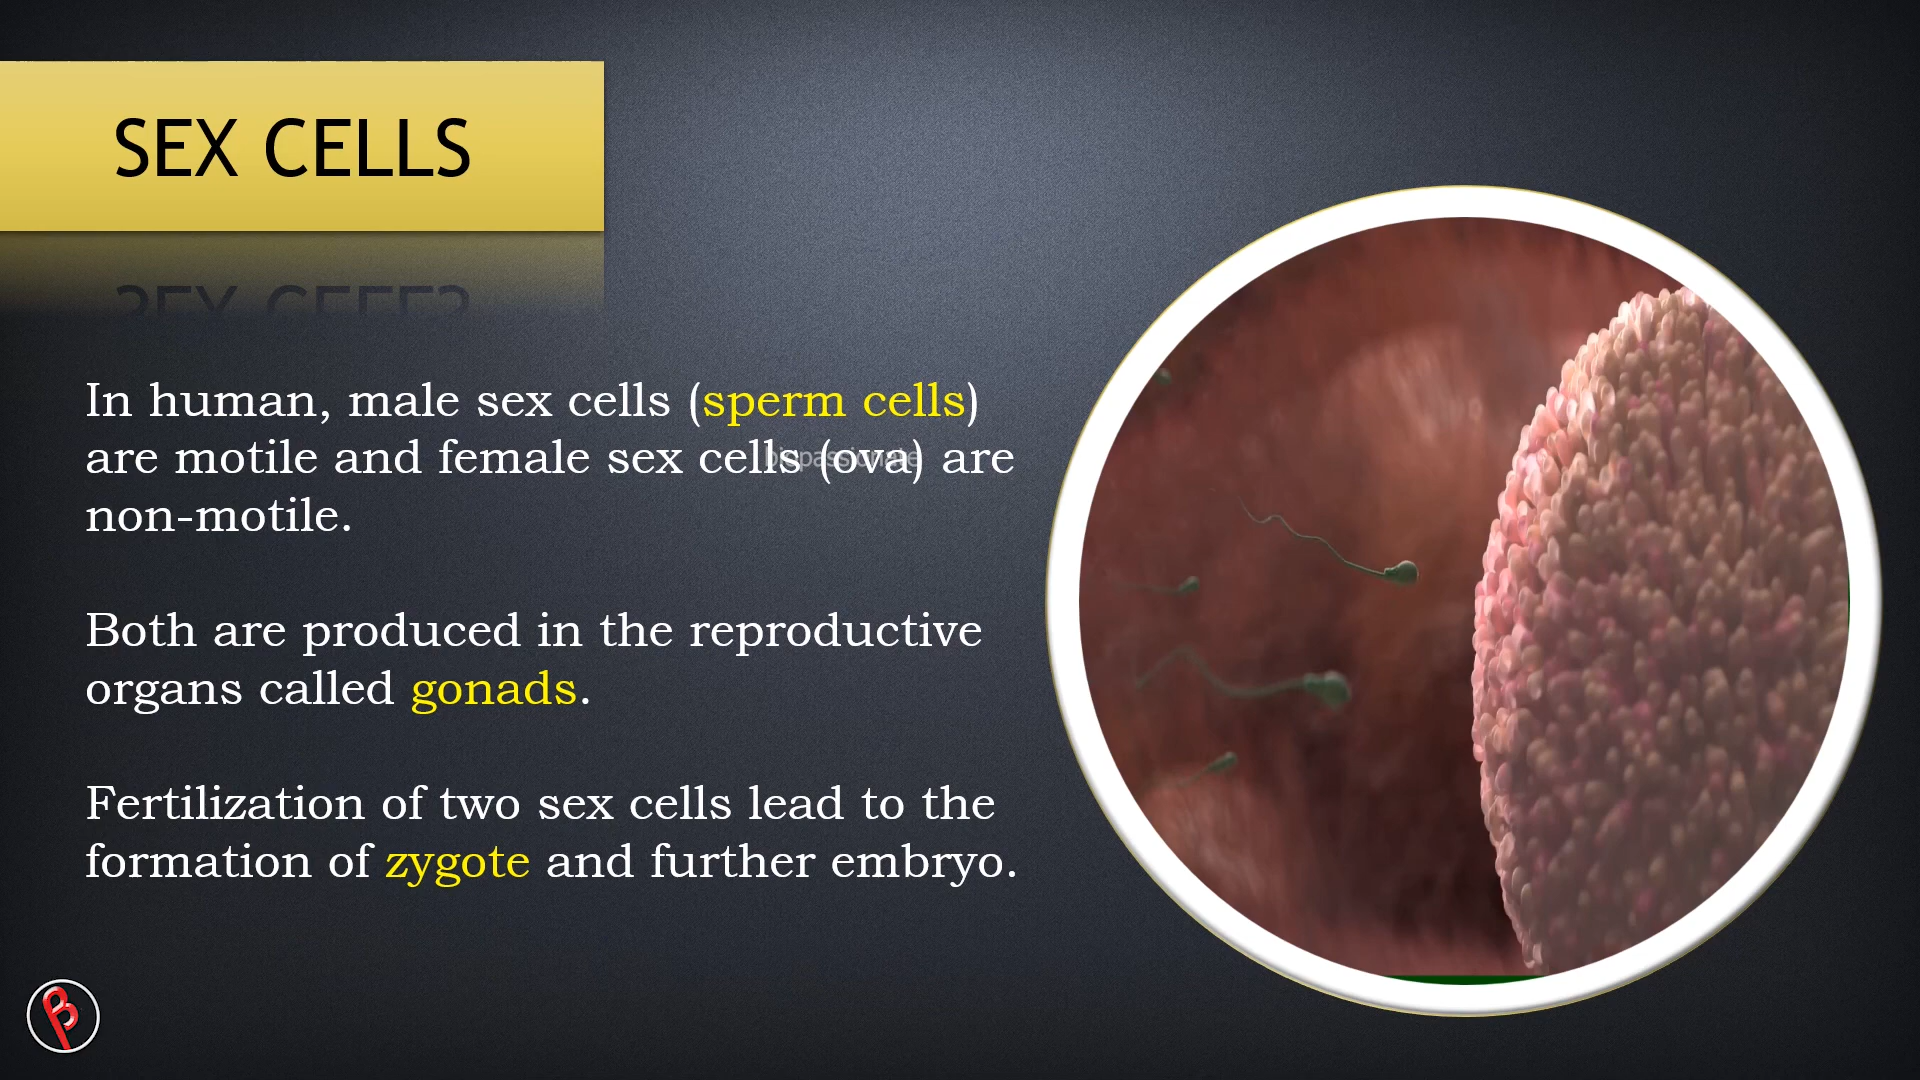 SEX CELLS
In human, male sex cells (sperm cells)
are motile and female sex cells (ova) are
non-motile.
Both are produced in the reproductive
organs called gonads.
Fertilization of two sex cells lead to the
formation of zygote and further embryo.